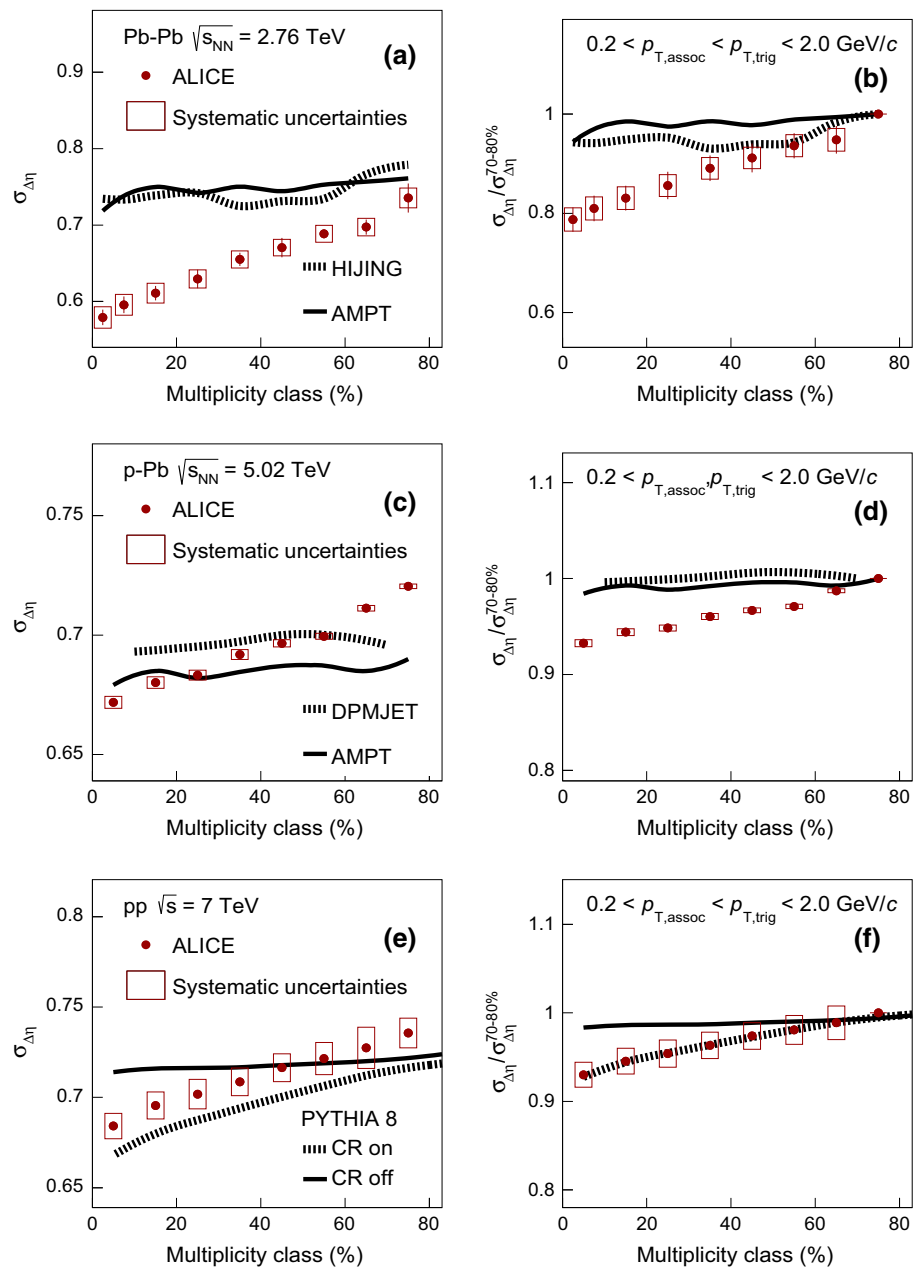 Pb-Pb √sNN = 2.76 TeV
(a)
ALICE
Systematic uncertainties
HIJING
AMPT
σΔη
0.9
0.8
0.7
0.6
0 20 40 60 80
Multiplicity class (%)
0.2 < pT,assoc < pT,trig < 2.0 GeV/c
(b)
σΔη/σΔη70-80%
1
0.8
0.6
0 20 40 60 80
Multiplicity class (%)
p-Pb √sNN = 5.02 TeV
(c)
ALICE
Systematic uncertainties
DPMJET
AMPT
σΔη
0.75
0.7
0.65
0 20 40 60 80
Multiplicity class (%)
0.2 < pT,assoc,pT,trig < 2.0 GeV/c
(d)
σΔη/σΔη70-80%
1.1
1
0.9
0.8
0 20 40 60 80
Multiplicity class (%)
pp √s = 7 TeV
(e)
ALICE
Systematic uncertainties
PYTHIA 8
CR on
CR off
σΔη
0.8
0.75
0.7
0.65
0 20 40 60 80
Multiplicity class (%)
0.2 < pT,assoc < pT,trig < 2.0 GeV/c
(f)
σΔη/σΔη70-80%
1.1
1
0.9
0.8
0 20 40 60 80
Multiplicity class (%)